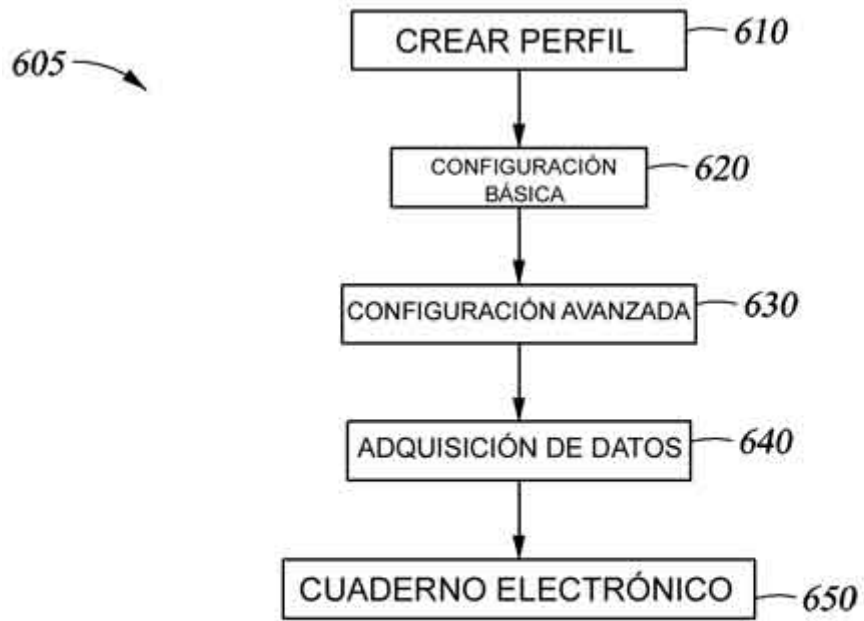 CREAR PERFIL 610
605
CONFIGURACIÓN
BÁSICA 620
CONFIGURACIÓN AVANZADA 630
ADQUISICIÓN DE DATOS 640
CUADERNO ELECTRÓNICO 650